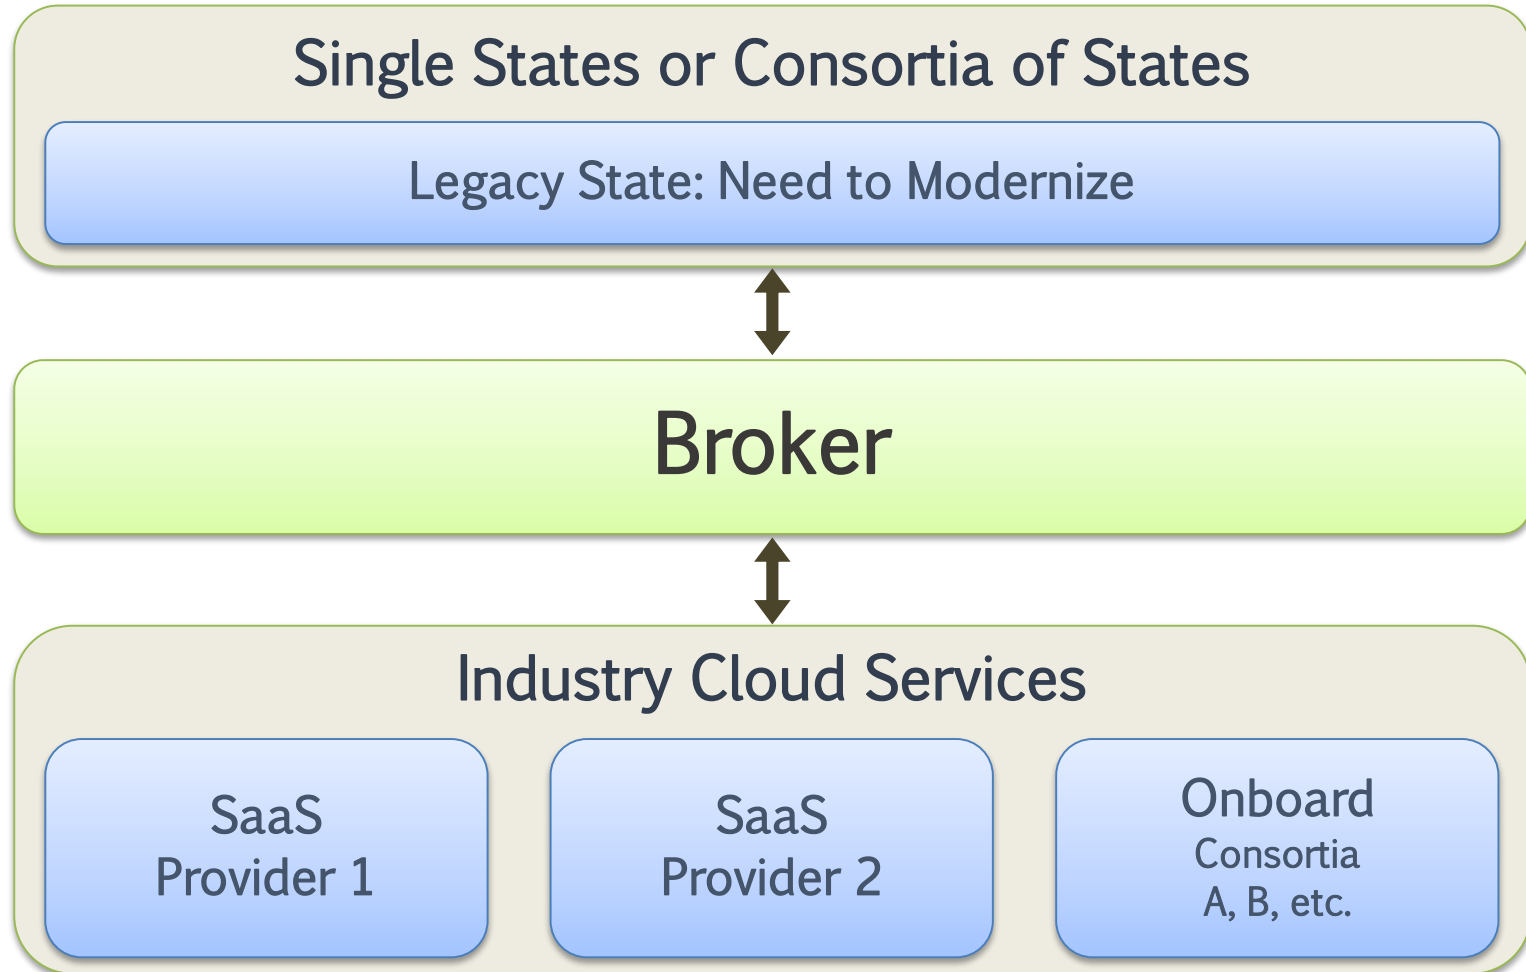 Single States or Consortia of States
Legacy State: Need to Modernize
Broker
Industry Cloud Services
SaaS
Provider 1
SaaS
Provider 2
Onboard
Consortia
A, B, etc.